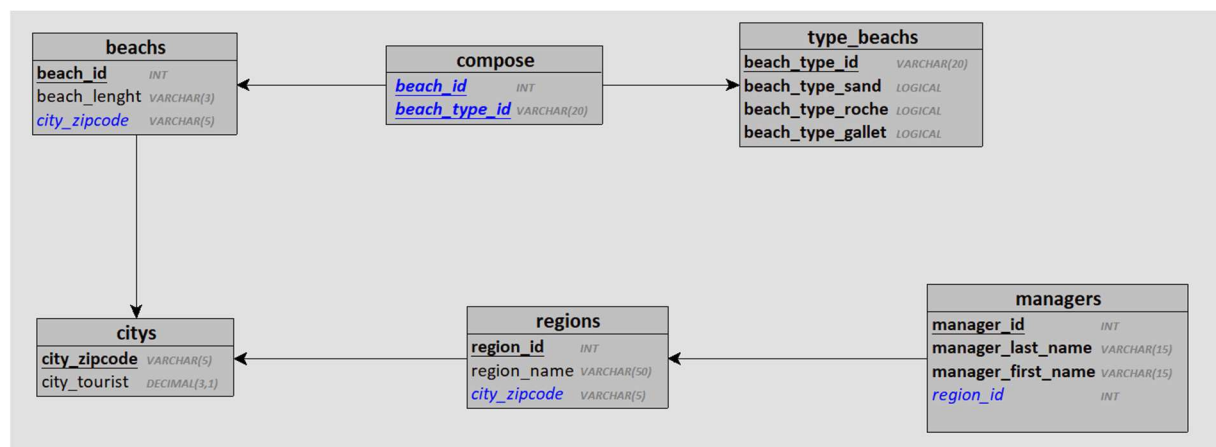 beachs
beach_id INT
beach_lenght VARCHAR(3)
city_zipcode VARCHAR(5)
compose
beach_id INT
beach_type_id VARCHAR(20)
type_beachs
beach_type_id VARCHAR(20)
beach_type_sand LOGICAL
beach_type_roche LOGICAL
beach_type_gallet LOGICAL
citys
city_zipcode VARCHAR(5)
city_tourist DECIMAL(3,1)
regions
region_id INT
region_name VARCHAR(50)
city_zipcode VARCHAR(5)
managers
manager_id INT
manager_last_name VARCHAR(15)
manager_first_name VARCHAR(15)
region_id INT